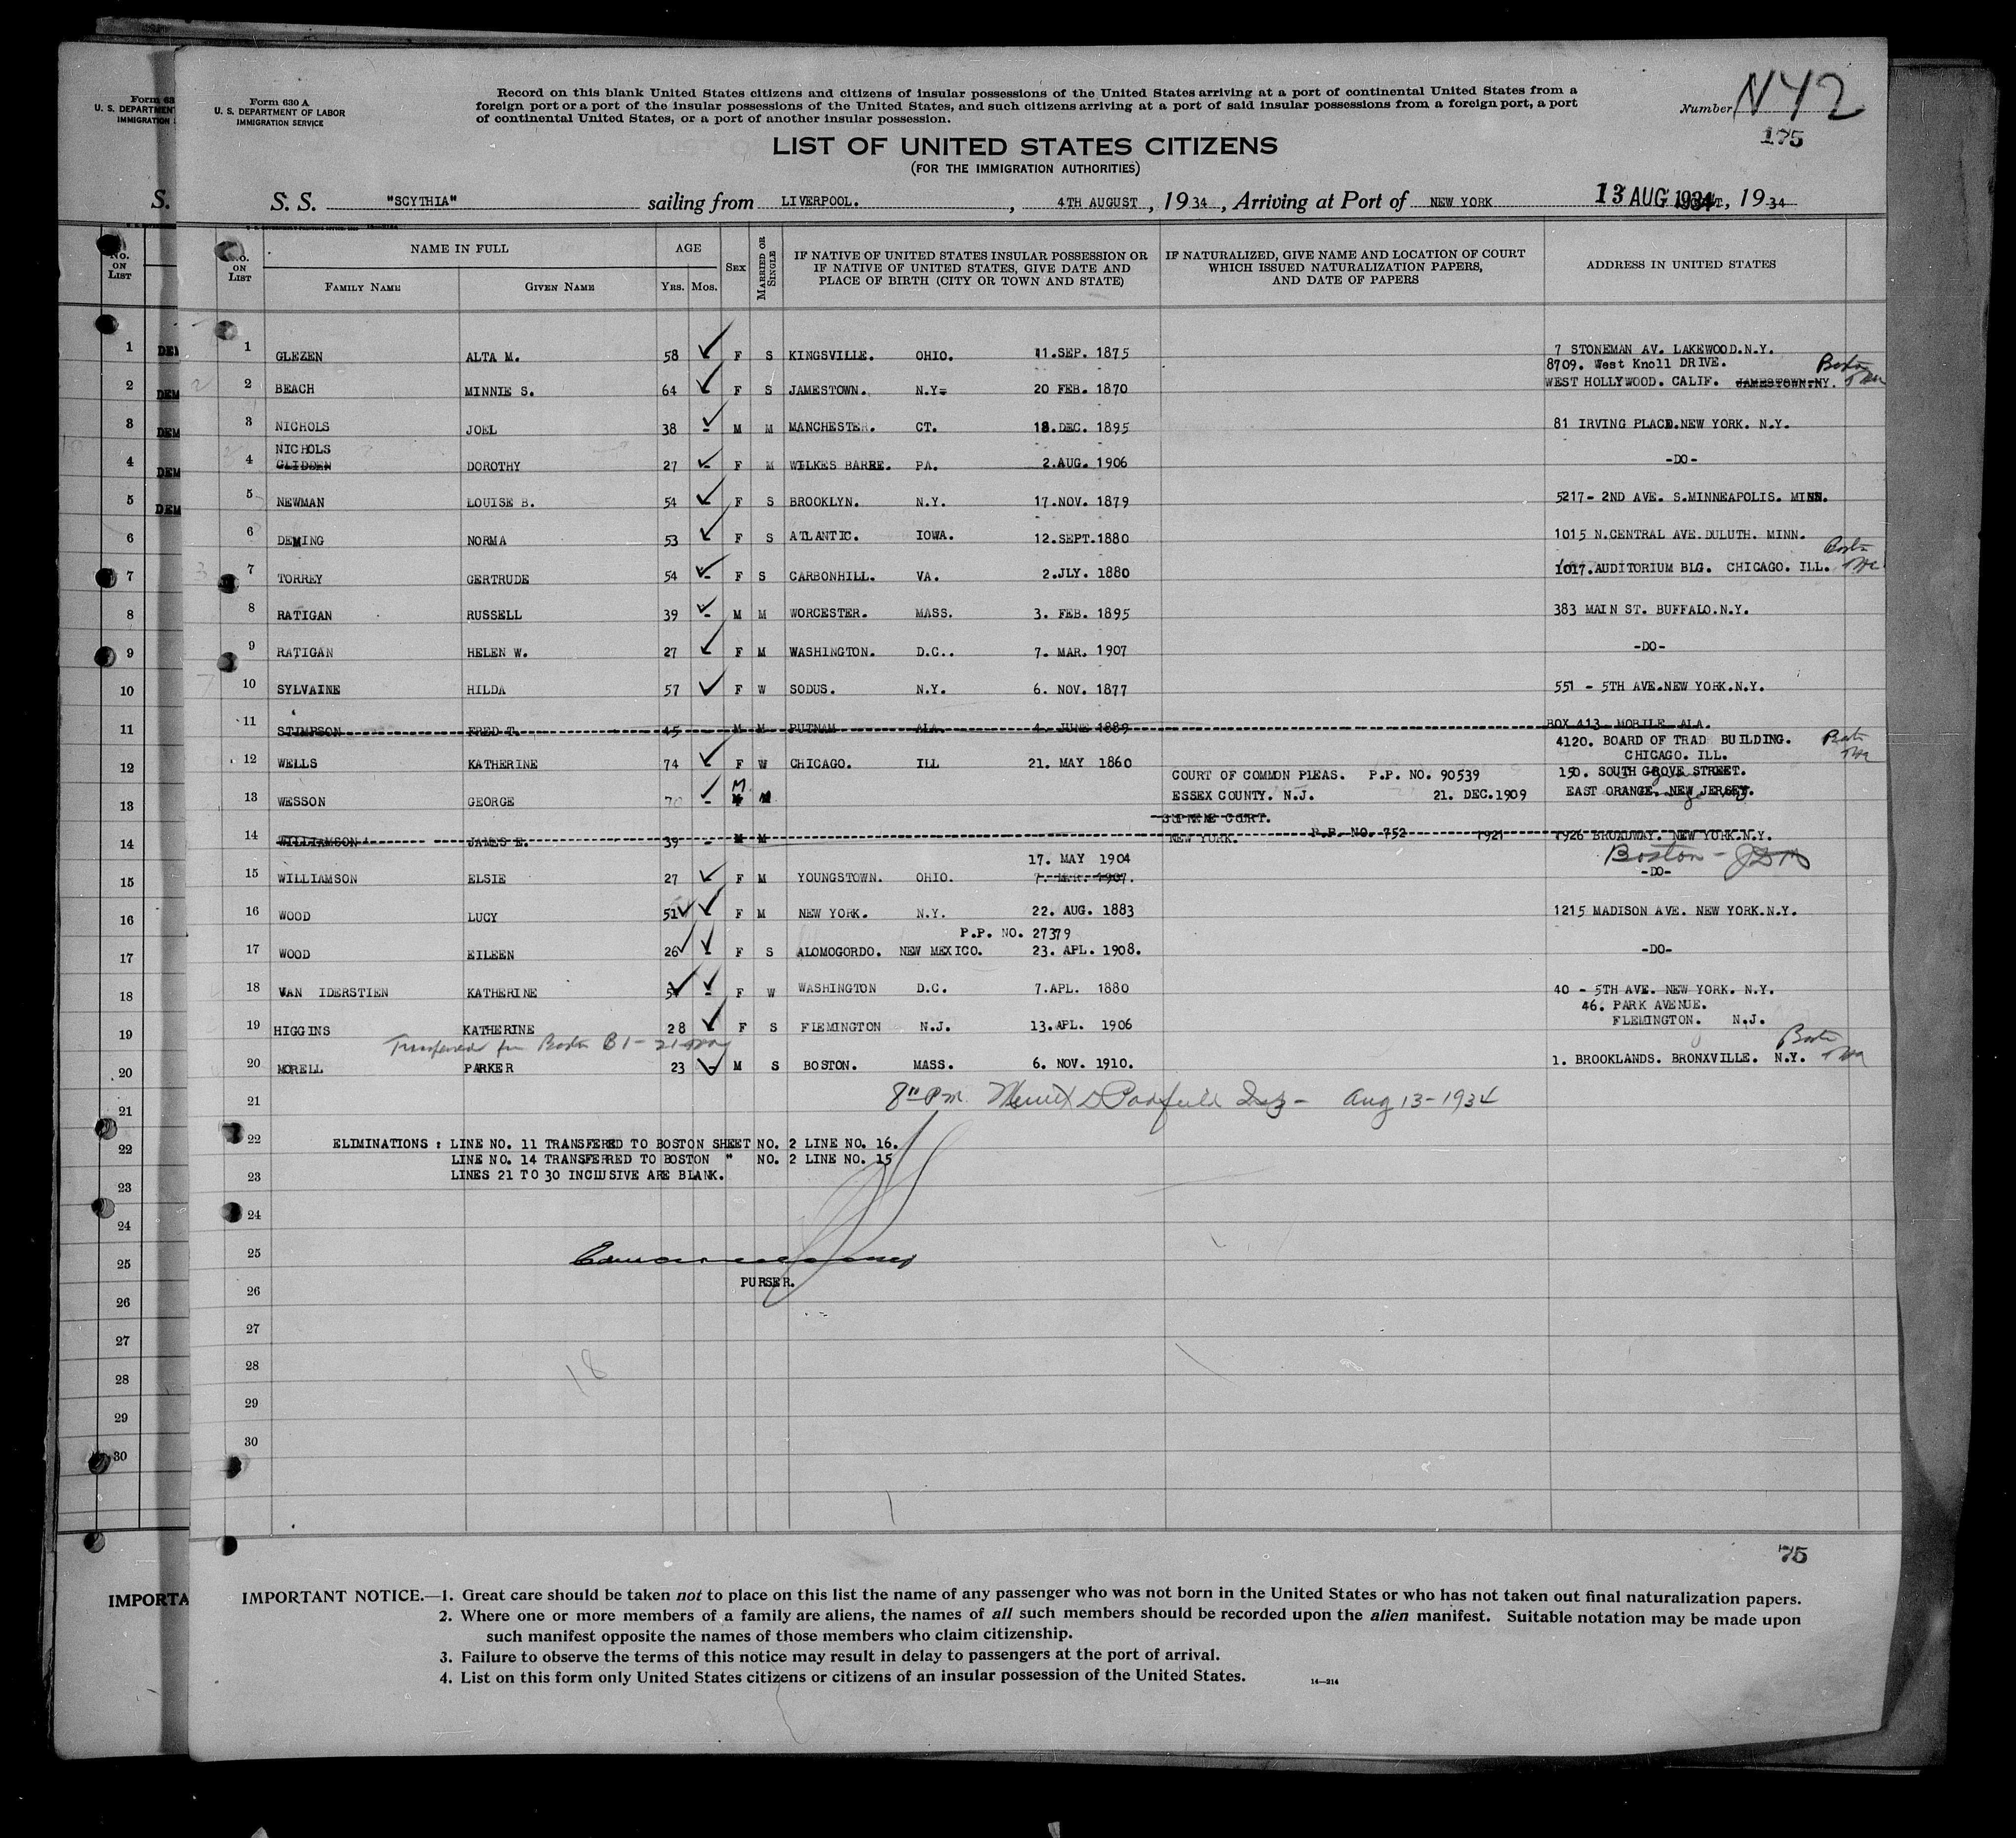 Form 63
U. S. DEPARTMENT
IMMIGRATION
Form 630 A
U. S. DEPARTMENT OF LABOR
IMMIGRATION SERVICE
Record on this blank United States citizens and citizens of insular possessions of the United States arriving at a port of continental United States from a
foreign port or a port of the insular possessions of the United States, and such citizens arriving at a port of said insular possessions from a foreign port, a port
of continental United States, or a port of another insular possession.
Number NY2
175
LIST OF UNITED STATES CITIZENS
(FOR THE IMMIGRATION AUTHORITIES)
S. S. "SCYTHIA" sailing from LIVERPOOL. , 4TH AUGUST , 19 34 , Arriving at Port of NEW YORK 13 AUG 1934 , 19 34
No. ON LIST
NAME IN FULL
FAMILY NAME GIVEN NAME
AGE
YRS. MOS.
SEX
MARRIED OR SINGLE
IF NATIVE OF UNITED STATES INSULAR POSSESSION OR
IF NATIVE OF UNITED STATES, GIVE DATE AND
PLACE OF BIRTH (CITY OR TOWN AND STATE)
IF NATURALIZED, GIVE NAME AND LOCATION OF COURT
WHICH ISSUED NATURALIZATION PAPERS,
AND DATE OF PAPERS
ADDRESS IN UNITED STATES
1 GLEZEN ALTA M. 58 F S KINGSVILLE. OHIO. 11.SEP. 1875 7 STONEMAN AV. LAKEWOOD.N.Y.
8709. West Knoll DRIVE.
2 BEACH MINNIE S. 64 F S JAMESTOWN. N.Y. 20 FEB. 1870 WEST HOLLYWOOD. CALIF. JAMESTOWN.NY. Boston
3 NICHOLS JOEL 38 - M M MANCHESTER. CT. 18.DEC. 1895 81 IRVING PLACE.NEW YORK. N.Y.
NICHOLS
4 GLIDDEN DOROTHY 27 - F M WILKES BARRE. PA. 2.AUG. 1906 -DO-
5 NEWMAN LOUISE B. 54 F S BROOKLYN. N.Y. 17.NOV. 1879 5217- 2ND AVE. S.MINNEAPOLIS. MINN.
6 DEMING NORMA 53 F S ATLANTIC. IOWA. 12.SEPT.1880 1015 N.CENTRAL AVE.DULUTH. MINN.
Boston
7 TORREY GERTRUDE 54 - F S CARBONHILL. VA. 2.JLY. 1880 1017.AUDITORIUM BLG. CHICAGO. ILL.
8 RATIGAN RUSSELL 39 - M M WORCESTER. MASS. 3. FEB. 1895 383 MAIN ST. BUFFALO.N.Y.
9 RATIGAN HELEN W. 27 F M WASHINGTON. D.C.. 7. MAR. 1907 -DO-
10 SYLVAINE HILDA 57 F W SODUS. N.Y. 6. NOV. 1877 551 - 5TH AVE.NEW YORK.N.Y.
11 STIMPSON FRED T. 45 M M PUTNAM ALA. 4. JUNE 1889 BOX 413 MOBILE ALA.
4120. BOARD OF TRAD BUILDING. Boston
12 WELLS KATHERINE 74 F W CHICAGO. ILL 21. MAY 1860 CHICAGO. ILL.
COURT OF COMMON PLEAS. P.P. NO. 90539 150. SOUTH GROVE STREET.
13 WESSON GEORGE 70 - M M ESSEX COUNTY. N.J. 21. DEC.1909 EAST ORANGE. NEW JERSEY.
SUPREME COURT.
14 WILLIAMSON JAMES E. 39 - M M NEW YORK. P.P. NO. 752 1921 1926 BROADWAY. NEW YORK.N.Y.
17. MAY 1904 Boston -
15 WILLIAMSON ELSIE 27 F M YOUNGSTOWN. OHIO. 7. MAR. 1907. -DO-
16 WOOD LUCY 51 F M NEW YORK. N.Y. 22. AUG. 1883 1215 MADISON AVE. NEW YORK.N.Y.
P.P. NO. 27379
17 WOOD EILEEN 26 F S ALOMOGORDO. NEW MEXICO. 23. APL. 1908. -DO-
18 VAN IDERSTIEN KATHERINE 54 - F W WASHINGTON D.C. 7.APL. 1880 40 - 5TH AVE. NEW YORK. N.Y.
46. PARK AVENUE.
19 HIGGINS KATHERINE 28 F S FLEMINGTON N.J. 13.APL. 1906 FLEMINGTON. N.J.
Transferred from Boston B1 - 21 Boston
20 MORELL PARKER 23 - M S BOSTON. MASS. 6. NOV. 1910. 1. BROOKLANDS. BRONXVILLE. N.Y.
21 Aug 13-1934
22 ELIMINATIONS : LINE NO. 11 TRANSFERED TO BOSTON SHEET NO. 2 LINE NO. 16.
LINE NO. 14 TRANSFERRED TO BOSTON " NO. 2 LINE NO. 15
23 LINES 21 TO 30 INCLUSIVE ARE BLANK.
24
25
PURSER.
26
27
28
18
29
30
75
IMPORTA
IMPORTANT NOTICE.—1. Great care should be taken not to place on this list the name of any passenger who was not born in the United States or who has not taken out final naturalization papers.
2. Where one or more members of a family are aliens, the names of all such members should be recorded upon the alien manifest. Suitable notation may be made upon
such manifest opposite the names of those members who claim citizenship.
3. Failure to observe the terms of this notice may result in delay to passengers at the port of arrival.
4. List on this form only United States citizens or citizens of an insular possession of the United States.
14—214